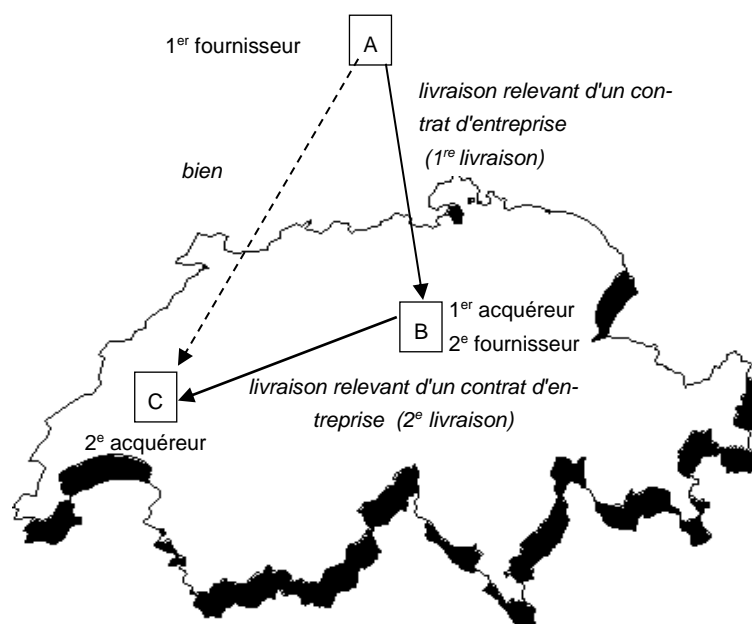 1er fournisseur
A
livraison relevant d'un con-
trat d'entreprise
(1re livraison)
bien
B
1er acquéreur
2e fournisseur
C
livraison relevant d'un contrat d'en-
treprise (2e livraison)
2e acquéreur